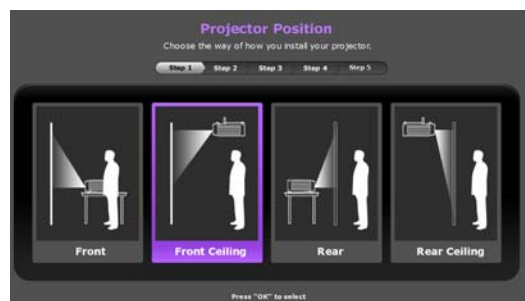 Projector Position
Choose the way of how you install your projector.
Step 1 Step 2 Step 3 Step 4 Step 5
Front Front Ceiling Rear Rear Ceiling
Press "OK" to select